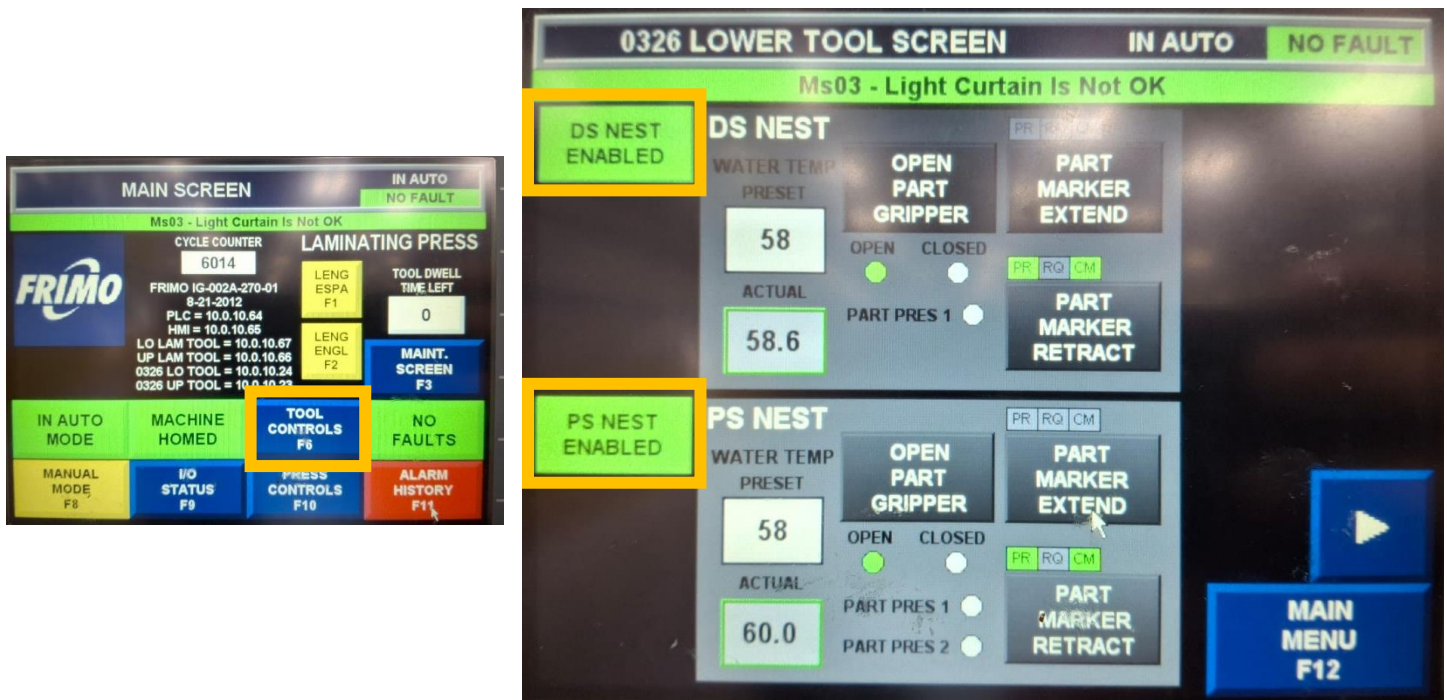 MAIN SCREEN
IN AUTO
NO FAULT
Ms03 - Light Curtain Is Not OK
FRIMO
CYCLE COUNTER
6014
FRIMO IG-002A-270-01
8-21-2012
PLC = 10.0.10.64
HMI = 10.0.10.65
LO LAM TOOL = 10.0.10.67
UP LAM TOOL = 10.0.10.66
0326 LO TOOL = 10.0.10.24
0326 UP TOOL = 10.0.10.23
LAMINATING PRESS
LENG
ESPA
F1
LENG
ENGL
F2
TOOL DWELL
TIME LEFT
0
MAINT.
SCREEN
F3
IN AUTO
MODE
MACHINE
HOMED
TOOL
CONTROLS
F6
NO
FAULTS
MANUAL
MODE
F8
I/O
STATUS
F9
PRESS
CONTROLS
F10
ALARM
HISTORY
F11
0326 LOWER TOOL SCREEN
IN AUTO
NO FAULT
Ms03 - Light Curtain Is Not OK
DS NEST
ENABLED
DS NEST
WATER TEMP
PRESET
58
ACTUAL
58.6
OPEN
PART
GRIPPER
OPEN CLOSED
PART PRES 1
PR
PART
MARKER
EXTEND
PR RQ CM
PART
MARKER
RETRACT
PS NEST
ENABLED
PS NEST
WATER TEMP
PRESET
58
ACTUAL
60.0
OPEN
PART
GRIPPER
OPEN CLOSED
PART PRES 1
PART PRES 2
PR RQ CM
PART
MARKER
EXTEND
PR RQ CM
PART
MARKER
RETRACT
MAIN
MENU
F12